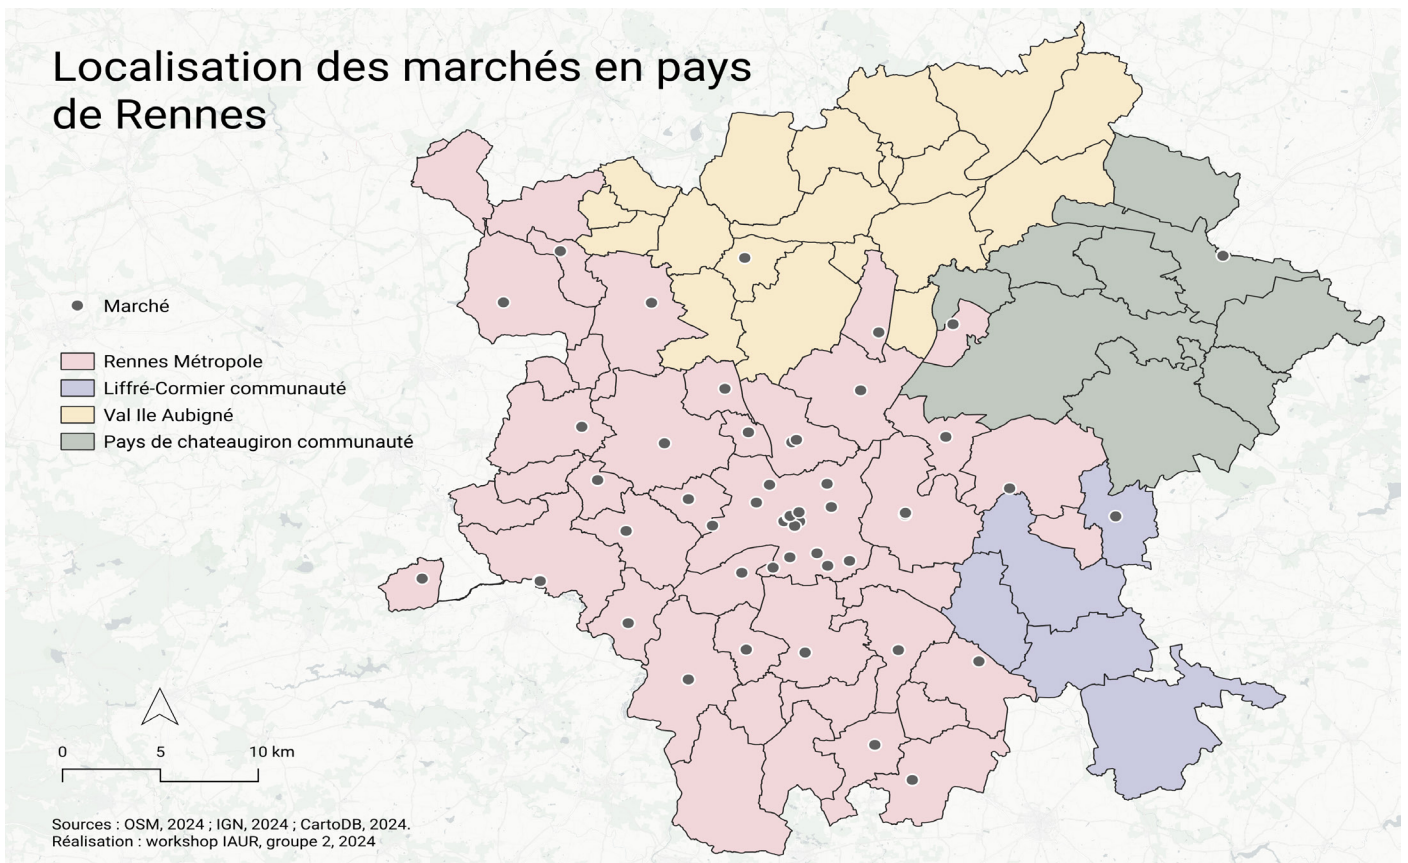 Localisation des marchés en pays
de Rennes
Marché
Rennes Métropole
Liffré-Cormier communauté
Val Ile Aubigné
Pays de chateaugiron communauté
0 5 10 km
Sources : OSM, 2024 ; IGN, 2024 ; CartoDB, 2024.
Réalisation : workshop IAUR, groupe 2, 2024